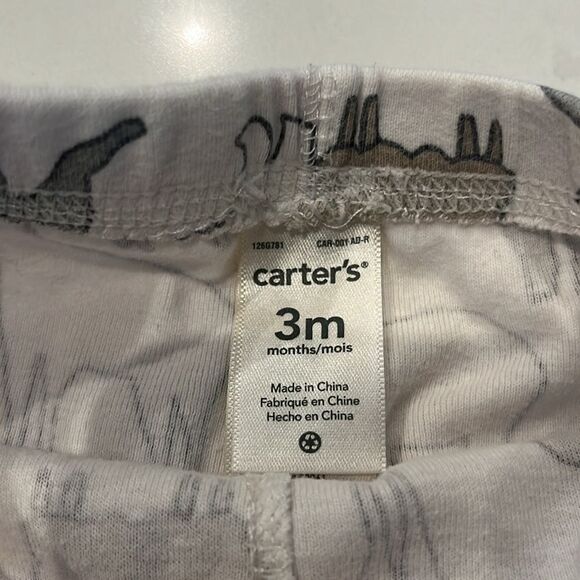 126G781 CAR-001 AD-R
carter's®
3m
months/mois
Made in China
Fabriqué en Chine
Hecho en China